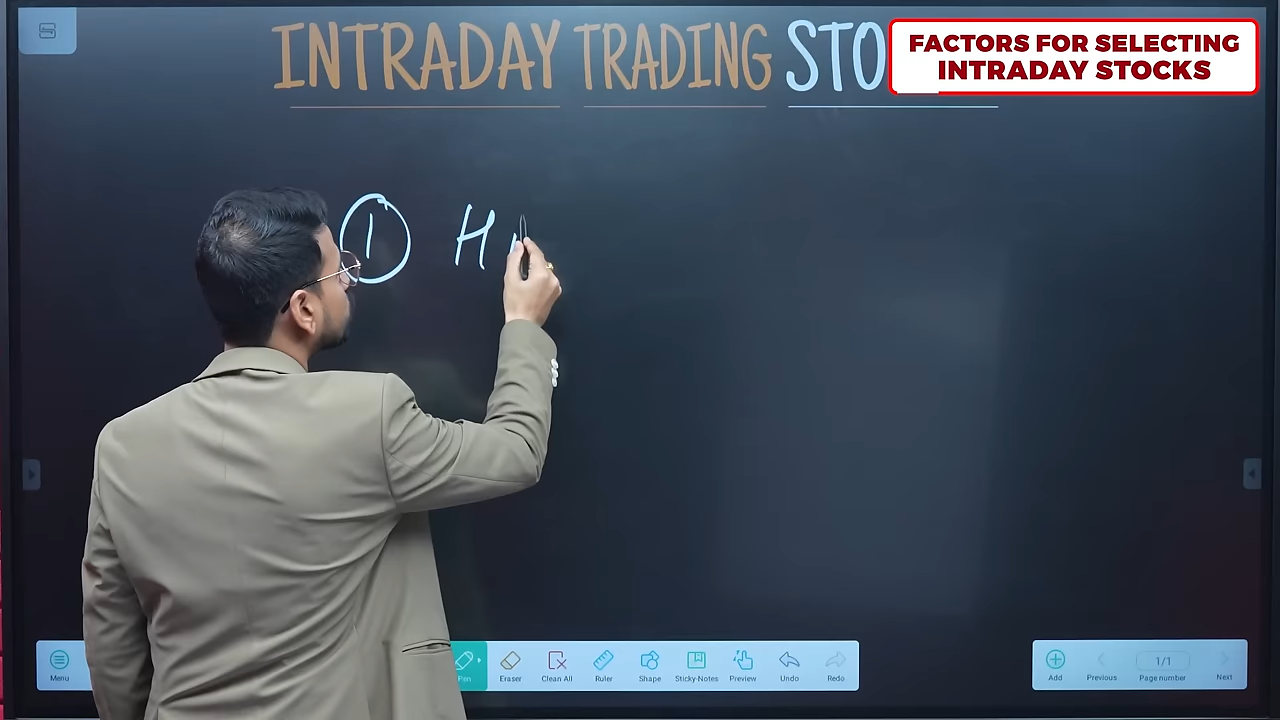 INTRADAY TRADING
FACTORS FOR SELECTING
INTRADAY STOCKS
1
Menu
Pen
Eraser
Clean All
Ruler
Shape
Sticky-Notes
Preview
Undo
Redo
Add
Previous
1/1
Page number
Next